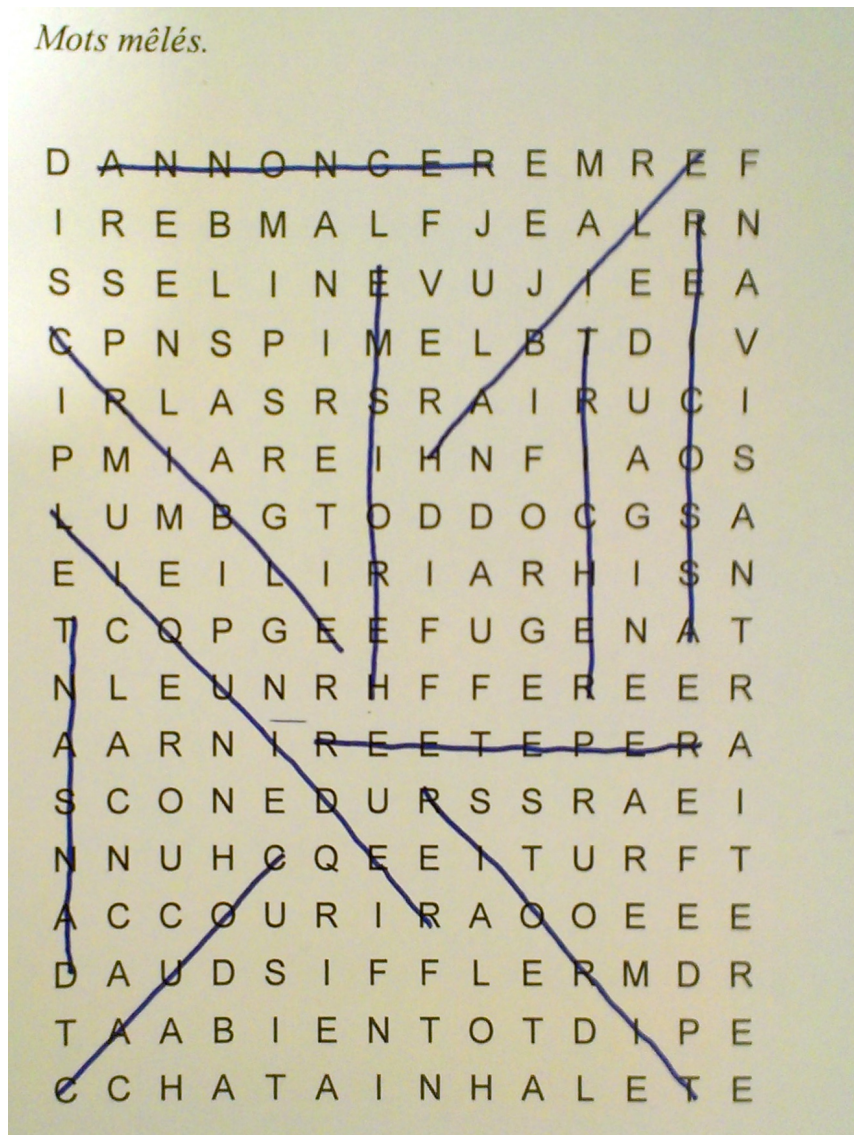 Mots mêlés.
D A N N O N C E R E M R E F
I R E B M A L F J E A L R N
S S E L I N E V U J I E E A
C P N S P I M E L B T D I V
I R L A S R S R A I R U C I
P M I A R E I H N F I A O S
L U M B G T O D D O C G S A
E I E I L I R I A R H I S N
T C Q P G E E F U G E N A T
N L E U N R H F F E R E E R
A A R N I R E E T E P E R A
S C O N E D U R S S R A E I
N N U H C Q E E I T U R F T
A C C O U R I R A O O E E E
D A U D S I F F L E R M D R
T A A B I E N T O T D I P E
C C H A T A I N H A L E T E